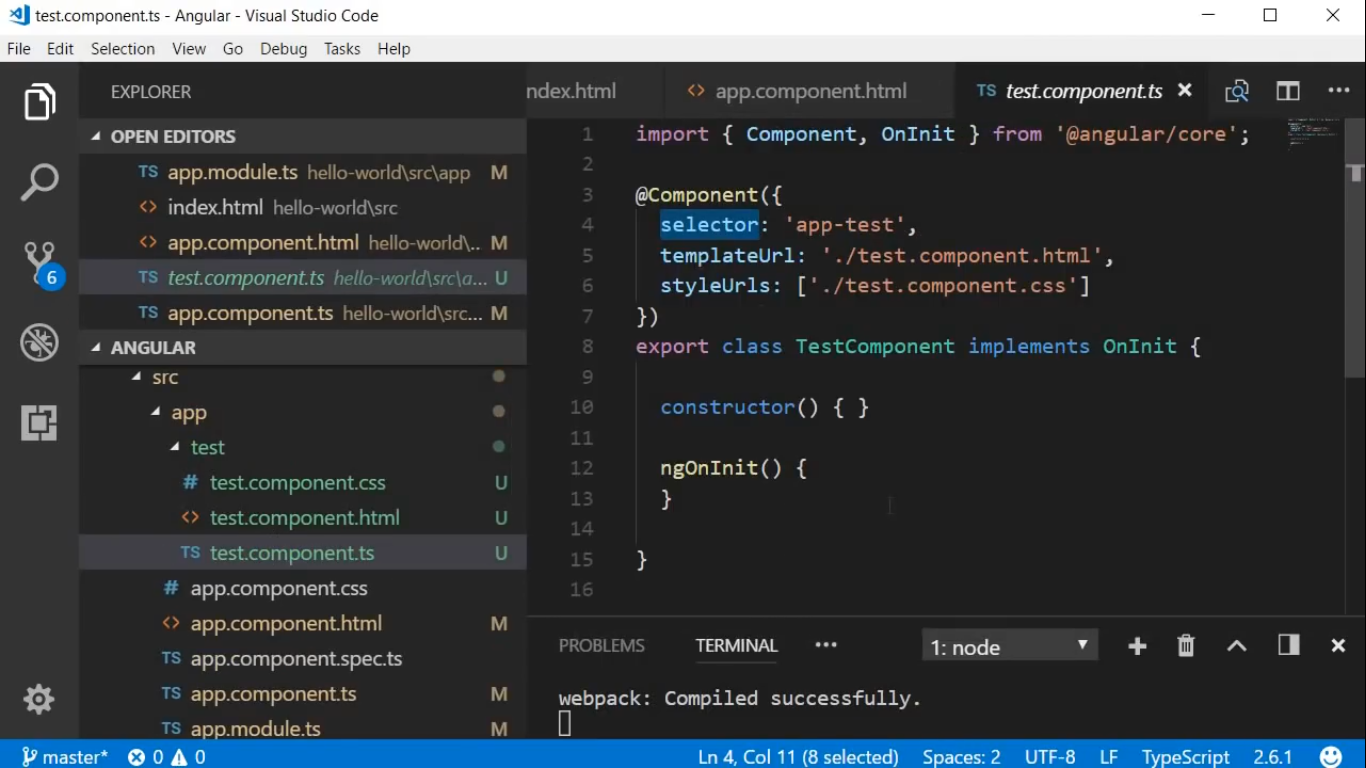 test.component.ts - Angular - Visual Studio Code
File Edit Selection View Go Debug Tasks Help
EXPLORER
OPEN EDITORS
TS app.module.ts hello-world\src\app M
<> index.html hello-world\src
<> app.component.html hello-world\.. M
TS test.component.ts hello-world\src\a... U
TS app.component.ts hello-world\src... M
ANGULAR
src
app
test
# test.component.css U
<> test.component.html U
TS test.component.ts U
# app.component.css
<> app.component.html M
TS app.component.spec.ts
TS app.component.ts M
TS app.module.ts M
ndex.html <> app.component.html TS test.component.ts
1 import { Component, OnInit } from '@angular/core';
2
3 @Component({
4 selector: 'app-test',
5 templateUrl: './test.component.html',
6 styleUrls: ['./test.component.css']
7 })
8 export class TestComponent implements OnInit {
9
10 constructor() { }
11
12 ngOnInit() {
13 }
14
15 }
16
PROBLEMS TERMINAL ••• 1: node
webpack: Compiled successfully.
6
master* 0 0 Ln 4, Col 11 (8 selected) Spaces: 2 UTF-8 LF TypeScript 2.6.1